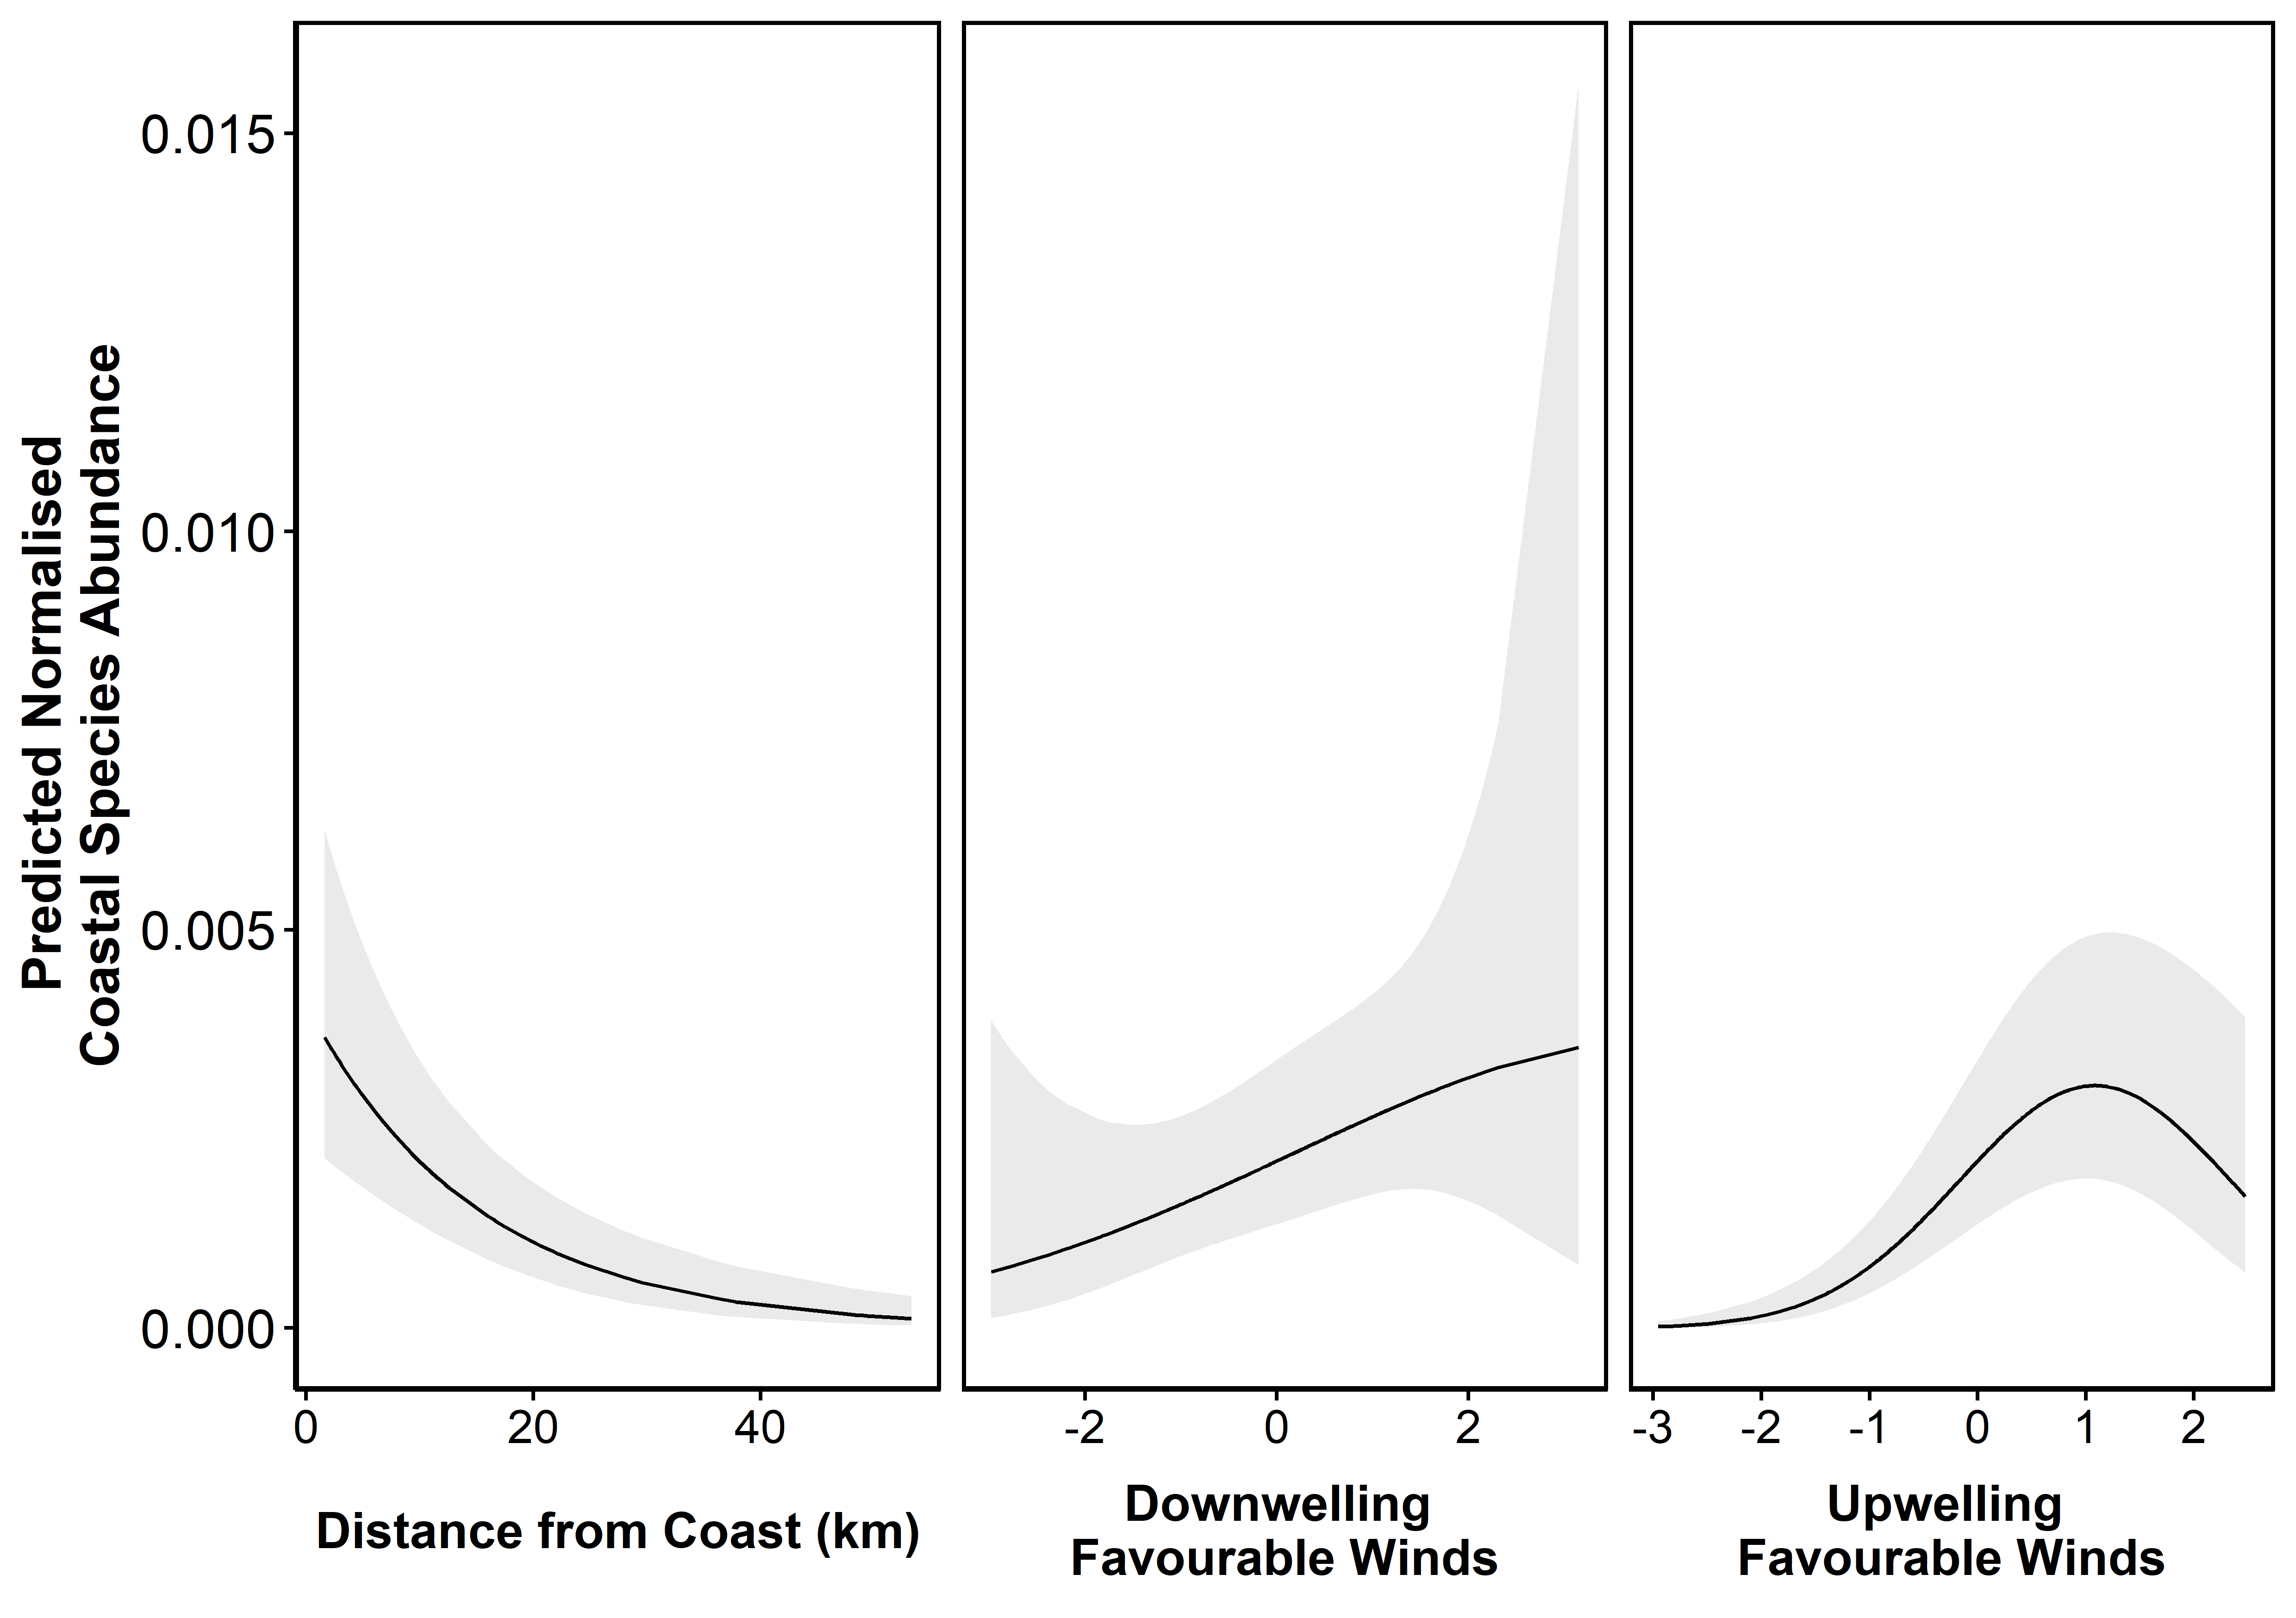 Predicted Normalised
Coastal Species Abundance
0.015
0.010
0.005
0.000
0 20 40
-2 0 2
-3 -2 -1 0 1 2
Distance from Coast (km)
Downwelling
Favourable Winds
Upwelling
Favourable Winds